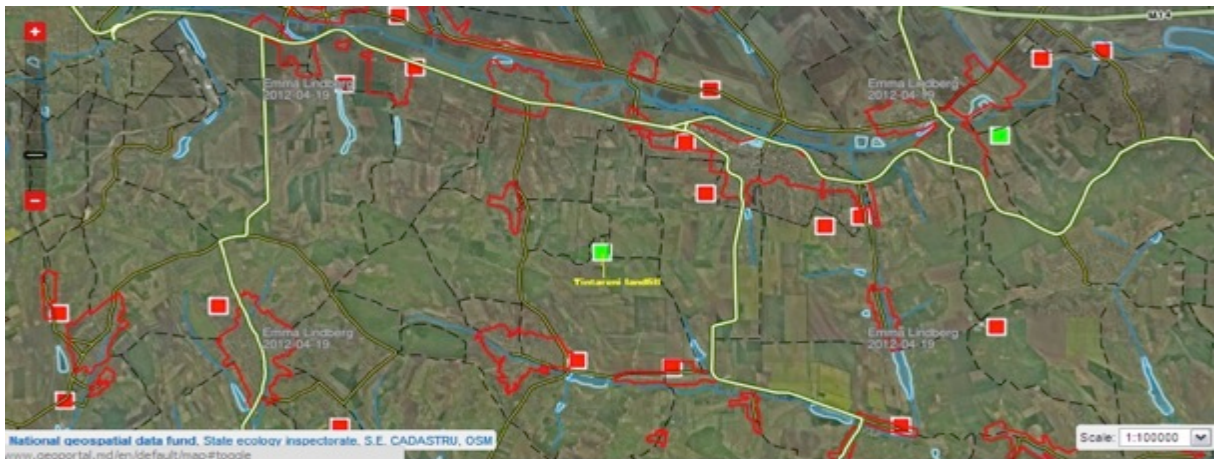 M14
Emma Lindberg
2012-04-19
Emma Lindberg
2012-04-19
Tintareni landfill
Emma Lindberg
2012-04-19
Emma Lindberg
2012-04-19
National geospatial data fund, State ecology inspectorate, S.E. CADASTRU, OSM
www.geoportal.md/en/default/map#toggle
Scale: 1:100000